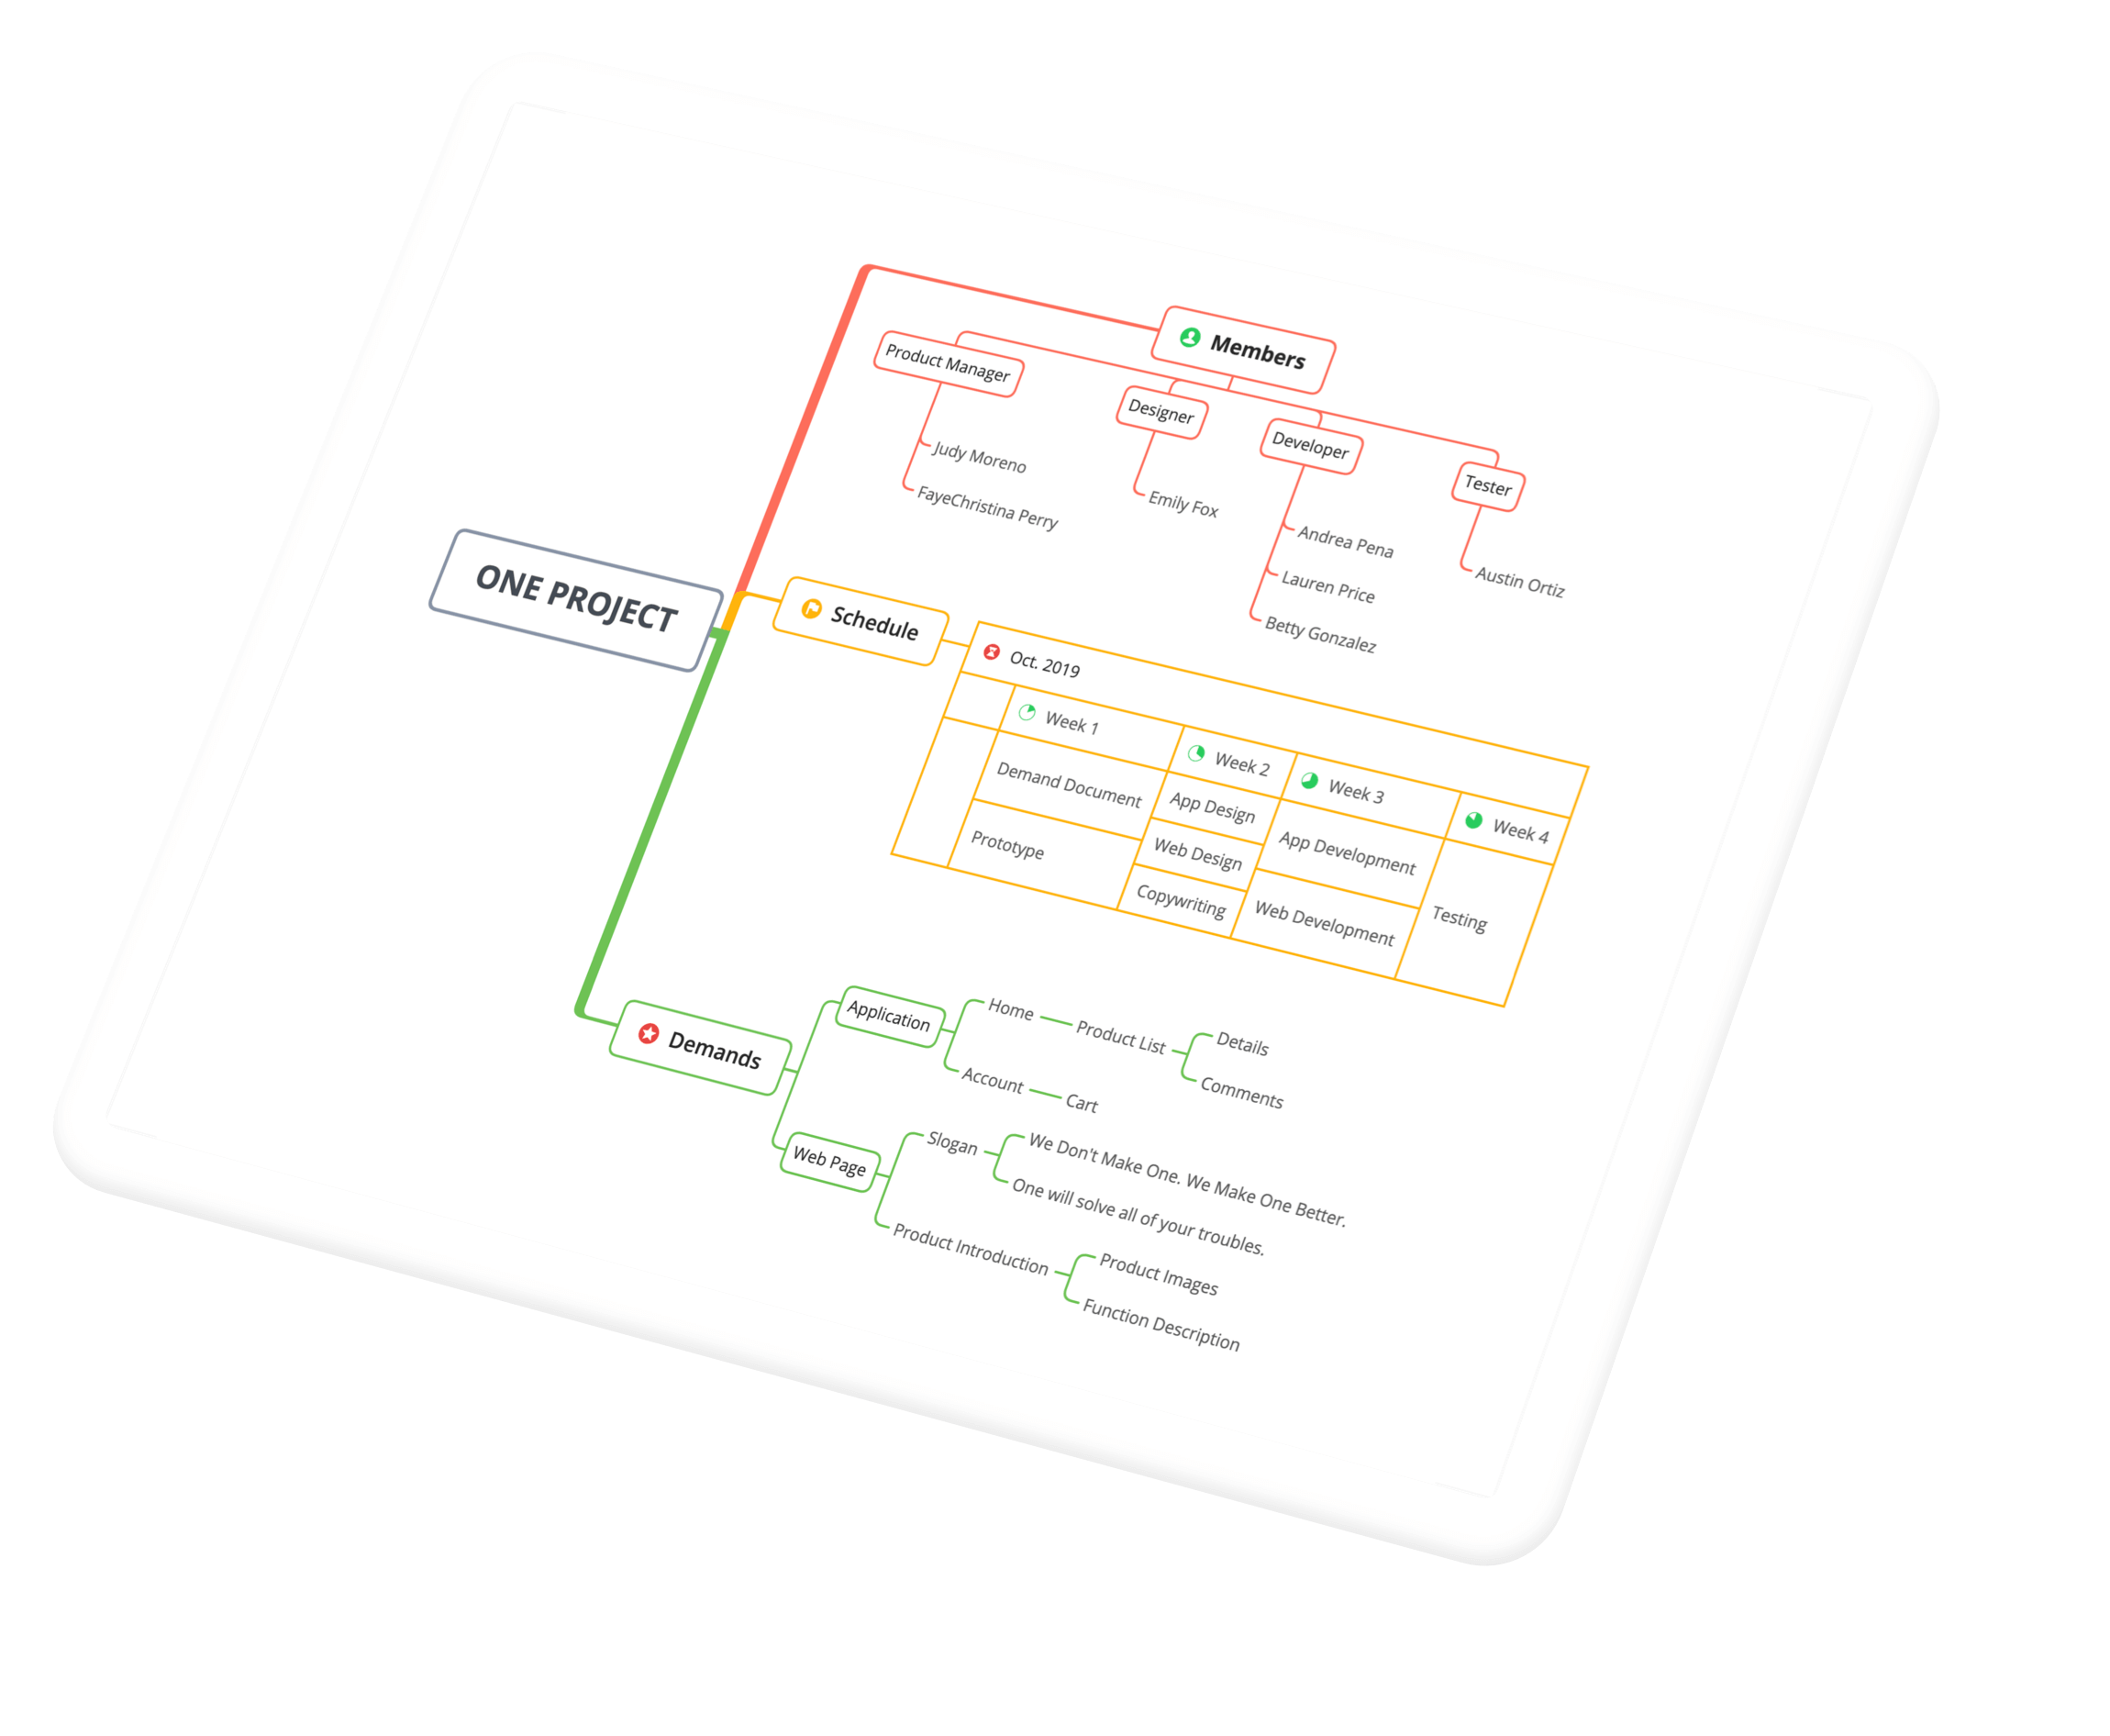 ONE PROJECT
Members
Product Manager
Judy Moreno
FayeChristina Perry
Designer
Emily Fox
Developer
Andrea Pena
Lauren Price
Betty Gonzalez
Tester
Austin Ortiz
Schedule
Oct. 2019
Week 1
Week 2
Week 3
Week 4
Demand Document
Prototype
App Design
Web Design
Copywriting
App Development
Web Development
Testing
Demands
Application
Home
Product List
Details
Comments
Account
Cart
Web Page
Slogan
We Don't Make One. We Make One Better.
One will solve all of your troubles.
Product Introduction
Product Images
Function Description